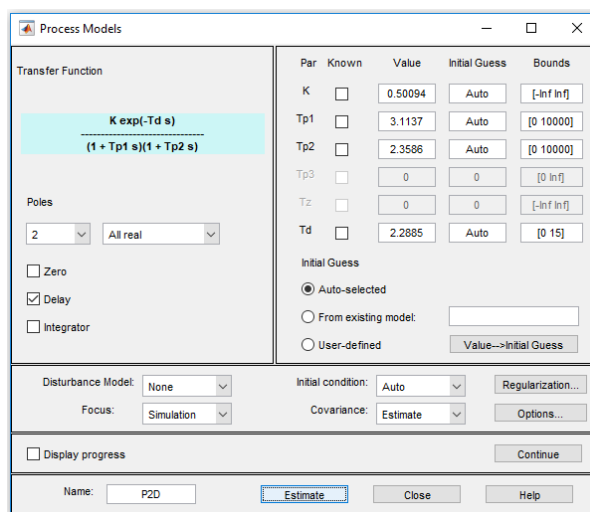 Process Models
Transfer Function
K exp(-Td s)
------------------------------
(1 + Tp1 s)(1 + Tp2 s)
Poles
2 All real
Zero
Delay
Integrator
Par Known Value Initial Guess Bounds
K 0.50094 Auto [-Inf Inf]
Tp1 3.1137 Auto [0 10000]
Tp2 2.3586 Auto [0 10000]
Tp3 0 0 [0 Inf]
Tz 0 0 [-Inf Inf]
Td 2.2885 Auto [0 15]
Initial Guess
Auto-selected
From existing model:
User-defined Value-->Initial Guess
Disturbance Model: None Initial condition: Auto Regularization...
Focus: Simulation Covariance: Estimate Options...
Display progress Continue
Name: P2D Estimate Close Help